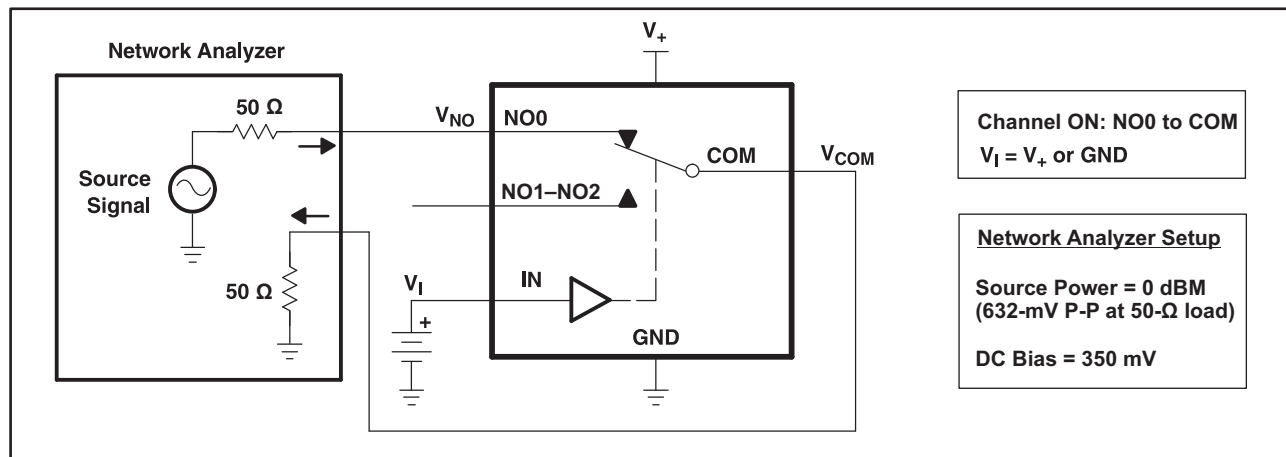 Network Analyzer
50 Ω
Source
Signal
50 Ω
V+
VNO
NO0
COM
VCOM
NO1–NO2
VI
IN
+
GND
Channel ON: NO0 to COM
VI = V+ or GND
Network Analyzer Setup
Source Power = 0 dBM
(632-mV P-P at 50-Ω load)
DC Bias = 350 mV